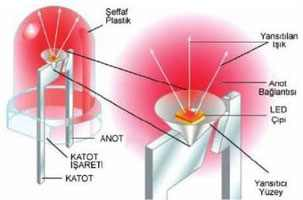 Şeffaf
Plastik
ANOT
KATOT
İŞARETİ
KATOT
Yansıtılan
Işık
Anot
Bağlantısı
LED
Çipi
Yansıtıcı
Yüzey